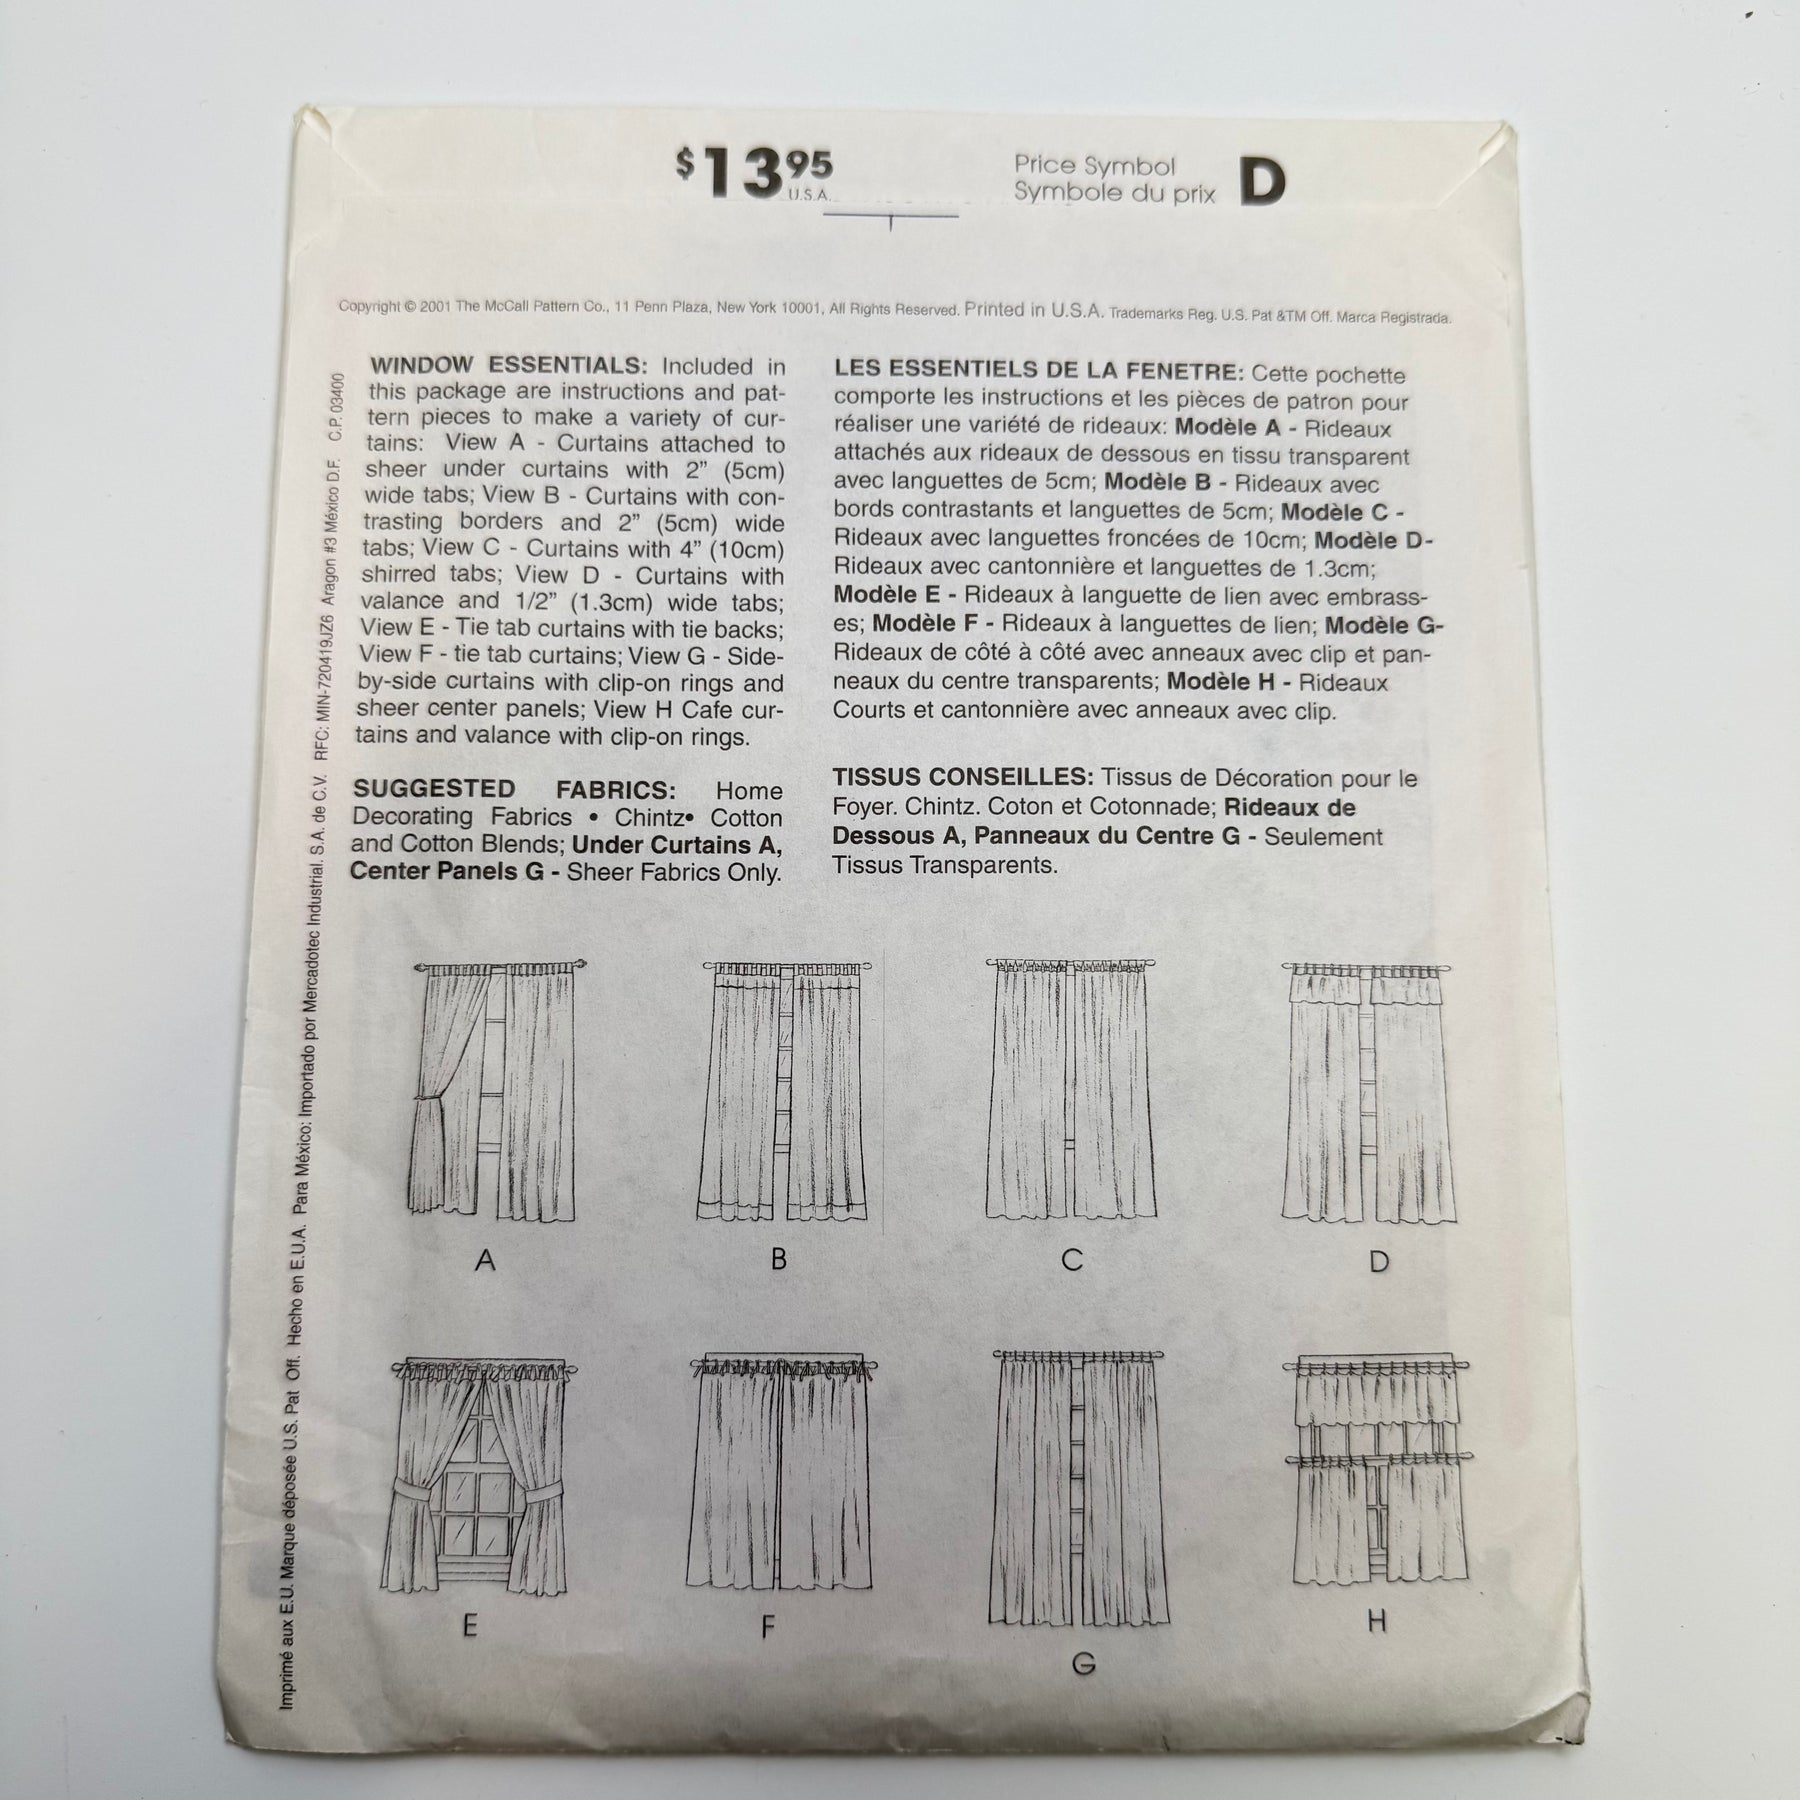 $13 95
U.S.A.
Price Symbol
Symbole du prix
D
Copyright © 2001 The McCall Pattern Co., 11 Penn Plaza, New York 10001, All Rights Reserved. Printed in U.S.A. Trademarks Reg. U.S. Pat &TM Off. Marca Registrada.
WINDOW ESSENTIALS: Included in
this package are instructions and pat-
tern pieces to make a variety of cur-
tains: View A - Curtains attached to
sheer under curtains with 2” (5cm)
wide tabs; View B - Curtains with con-
trasting borders and 2” (5cm) wide
tabs; View C - Curtains with 4” (10cm)
shirred tabs; View D - Curtains with
valance and 1/2” (1.3cm) wide tabs;
View E - Tie tab curtains with tie backs;
View F - tie tab curtains; View G - Side-
by-side curtains with clip-on rings and
sheer center panels; View H Cafe cur-
tains and valance with clip-on rings.
SUGGESTED FABRICS: Home
Decorating Fabrics • Chintz• Cotton
and Cotton Blends; Under Curtains A,
Center Panels G - Sheer Fabrics Only.
LES ESSENTIELS DE LA FENETRE: Cette pochette
comporte les instructions et les pièces de patron pour
réaliser une variété de rideaux: Modèle A - Rideaux
attachés aux rideaux de dessous en tissu transparent
avec languettes de 5cm; Modèle B - Rideaux avec
bords contrastants et languettes de 5cm; Modèle C -
Rideaux avec languettes froncées de 10cm; Modèle D-
Rideaux avec cantonnière et languettes de 1.3cm;
Modèle E - Rideaux à languette de lien avec embrass-
es; Modèle F - Rideaux à languettes de lien; Modèle G-
Rideaux de côté à côté avec anneaux avec clip et pan-
neaux du centre transparents; Modèle H - Rideaux
Courts et cantonnière avec anneaux avec clip.
TISSUS CONSEILLES: Tissus de Décoration pour le
Foyer. Chintz. Coton et Cotonnade; Rideaux de
Dessous A, Panneaux du Centre G - Seulement
Tissus Transparents.
Imprimé aux E.U. Marque déposée U.S. Pat Off. Hecho en E.U.A. Para México: Importado por Mercadotec Industrial. S.A. de C.V. RFC: MIN-720419JZ6 Aragon #3 México D.F. C.P. 03400
A
B
C
D
E
F
G
H